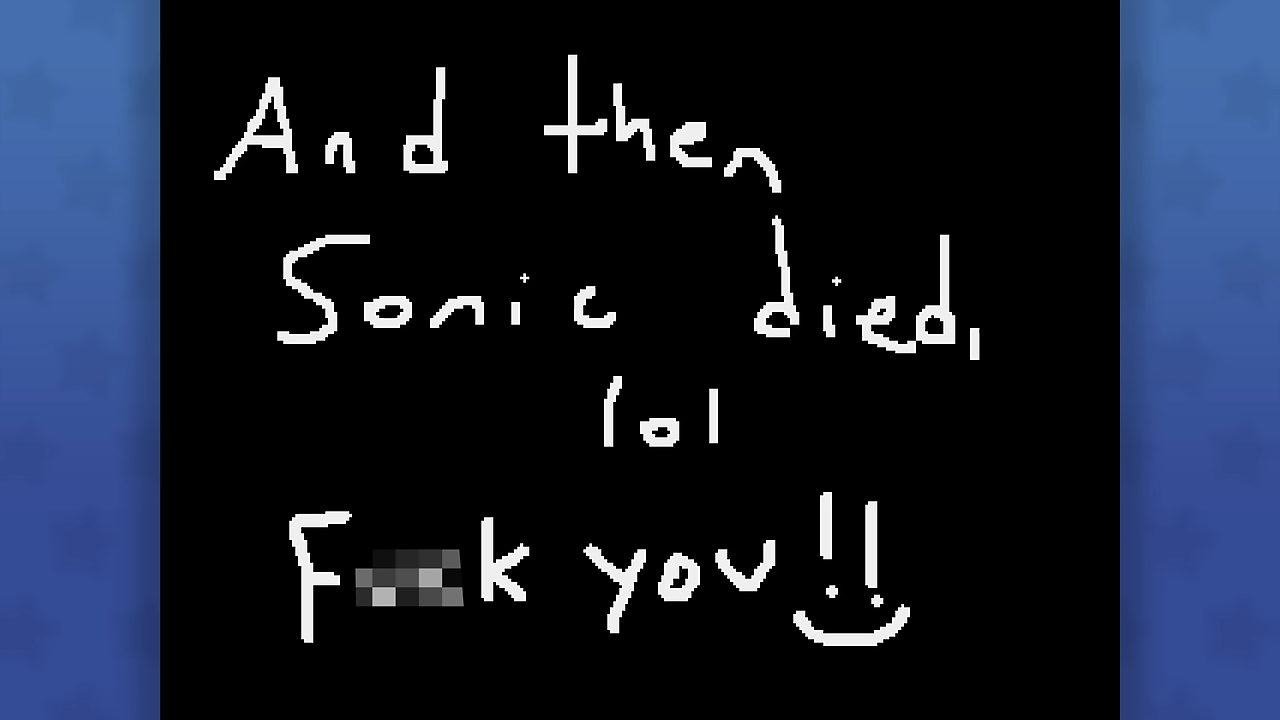 And then
Sonic died,
lol
F k you!!